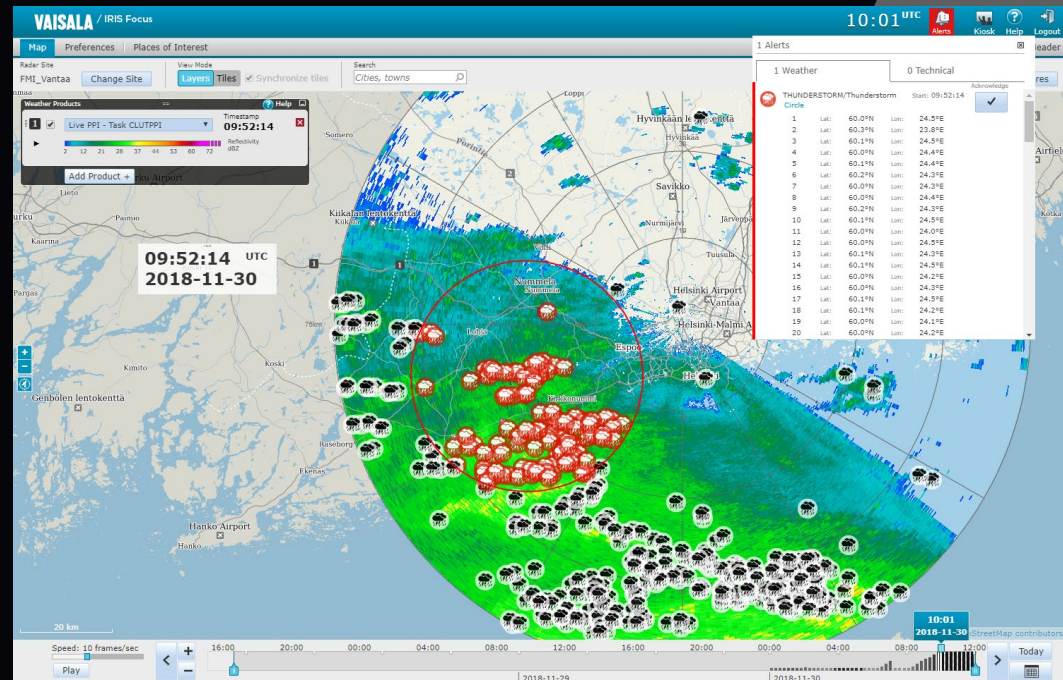 VAISALA / IRIS Focus
10:01 UTC
Alerts
Kiosk
Help
Logout
Map
Preferences
Places of Interest
Radar Site
FMI_Vantaa
Change Site
View Mode
Layers
Tiles
Synchronize tiles
Search
Cities, towns
1 Alerts
1 Weather
0 Technical
Acknowledge
THUNDERSTORM/Thunderstorm Start: 09:52:14
Circle
1 Lat: 60.0°N Lon: 24.5°E
2 Lat: 60.3°N Lon: 23.8°E
3 Lat: 60.1°N Lon: 24.5°E
4 Lat: 60.0°N Lon: 24.4°E
5 Lat: 60.1°N Lon: 24.4°E
6 Lat: 60.2°N Lon: 24.3°E
7 Lat: 60.0°N Lon: 24.3°E
8 Lat: 60.0°N Lon: 24.4°E
9 Lat: 60.2°N Lon: 24.3°E
10 Lat: 60.1°N Lon: 24.5°E
11 Lat: 60.0°N Lon: 24.0°E
12 Lat: 60.0°N Lon: 24.5°E
13 Lat: 60.1°N Lon: 24.3°E
14 Lat: 60.1°N Lon: 24.5°E
15 Lat: 60.0°N Lon: 24.2°E
16 Lat: 60.0°N Lon: 24.3°E
17 Lat: 60.1°N Lon: 24.5°E
18 Lat: 60.1°N Lon: 24.2°E
19 Lat: 60.0°N Lon: 24.1°E
20 Lat: 60.0°N Lon: 24.2°E
Weather Products
Help
1
Live PPI - Task CLUTPPI
Timestamp
09:52:14
2 12 21 28 37 44 53 60 72
Reflectivity
dBZ
Add Product +
09:52:14 UTC
2018-11-30
Loppi
Somero
Hyvinkää
Savikko
Nurmijärvi
Tuusula
Lieto
Paimio
Kaarina
Kiikalan lentokenttä
Kiikala
Nummela
Nummela
Lohja
Helsinki Airport
Vantaa
Espoo
Kirkkonummi
Pargas
75km
Kimito
Koski
Genböļen lentokenttä
Raseborg
Ekenäs
Hanko Airport
Hanko
20 km
10:01
2018-11-30
StreetMap contributors
Speed: 10 frames/sec
Play
16:00 20:00 00:00 04:00 08:00 12:00 16:00 20:00 00:00 04:00 08:00 12:00
2018-11-29
2018-11-30
Today